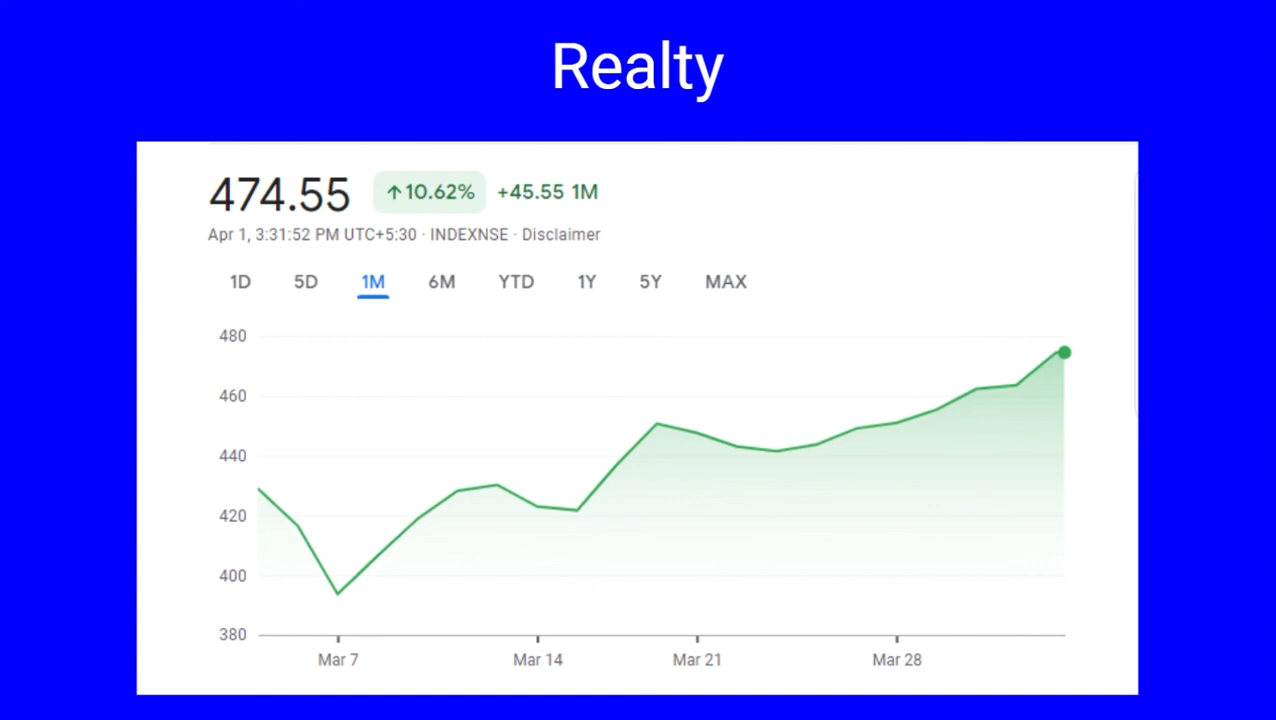 Realty
474.55 ↑10.62% +45.55 1M
Apr 1, 3:31:52 PM UTC+5:30 · INDEXNSE · Disclaimer
1D 5D 1M 6M YTD 1Y 5Y MAX
480
460
440
420
400
380
Mar 7 Mar 14 Mar 21 Mar 28